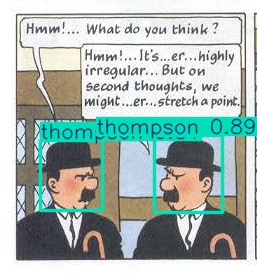 Hmm!... What do you think?
Hmm!...It's...er...highly
irregular... But on
second thoughts, we
might...er...stretch a point.
thom
thompson 0.89